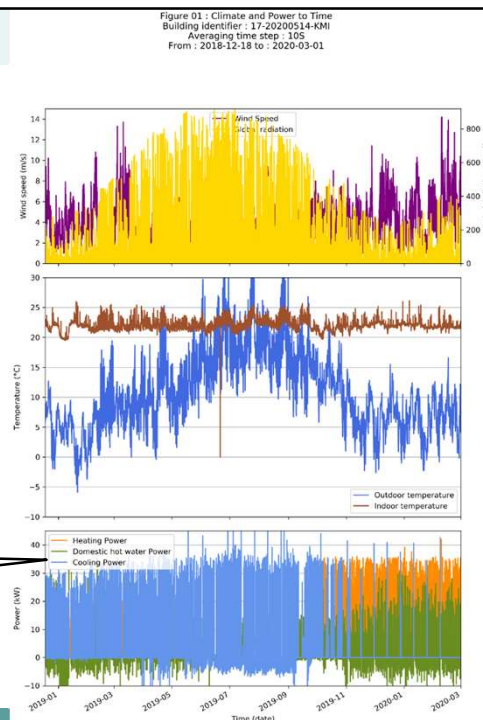 Figure 01 : Climate and Power to Time
Building identifier : 17-20200514-KMI
Averaging time step : 10S
From : 2018-12-18 to : 2020-03-01
Wind Speed
Global radiation
Wind speed (m/s)
14
12
10
8
6
4
2
0
800
600
400
200
0
Temperature (°C)
30
25
20
15
10
5
0
−5
−10
Outdoor temperature
Indoor temperature
Heating Power
Domestic hot water Power
Cooling Power
Power (kW)
40
30
20
10
0
−10
2019-01
2019-03
2019-05
2019-07
2019-09
2019-11
2020-01
2020-03
Time (date)